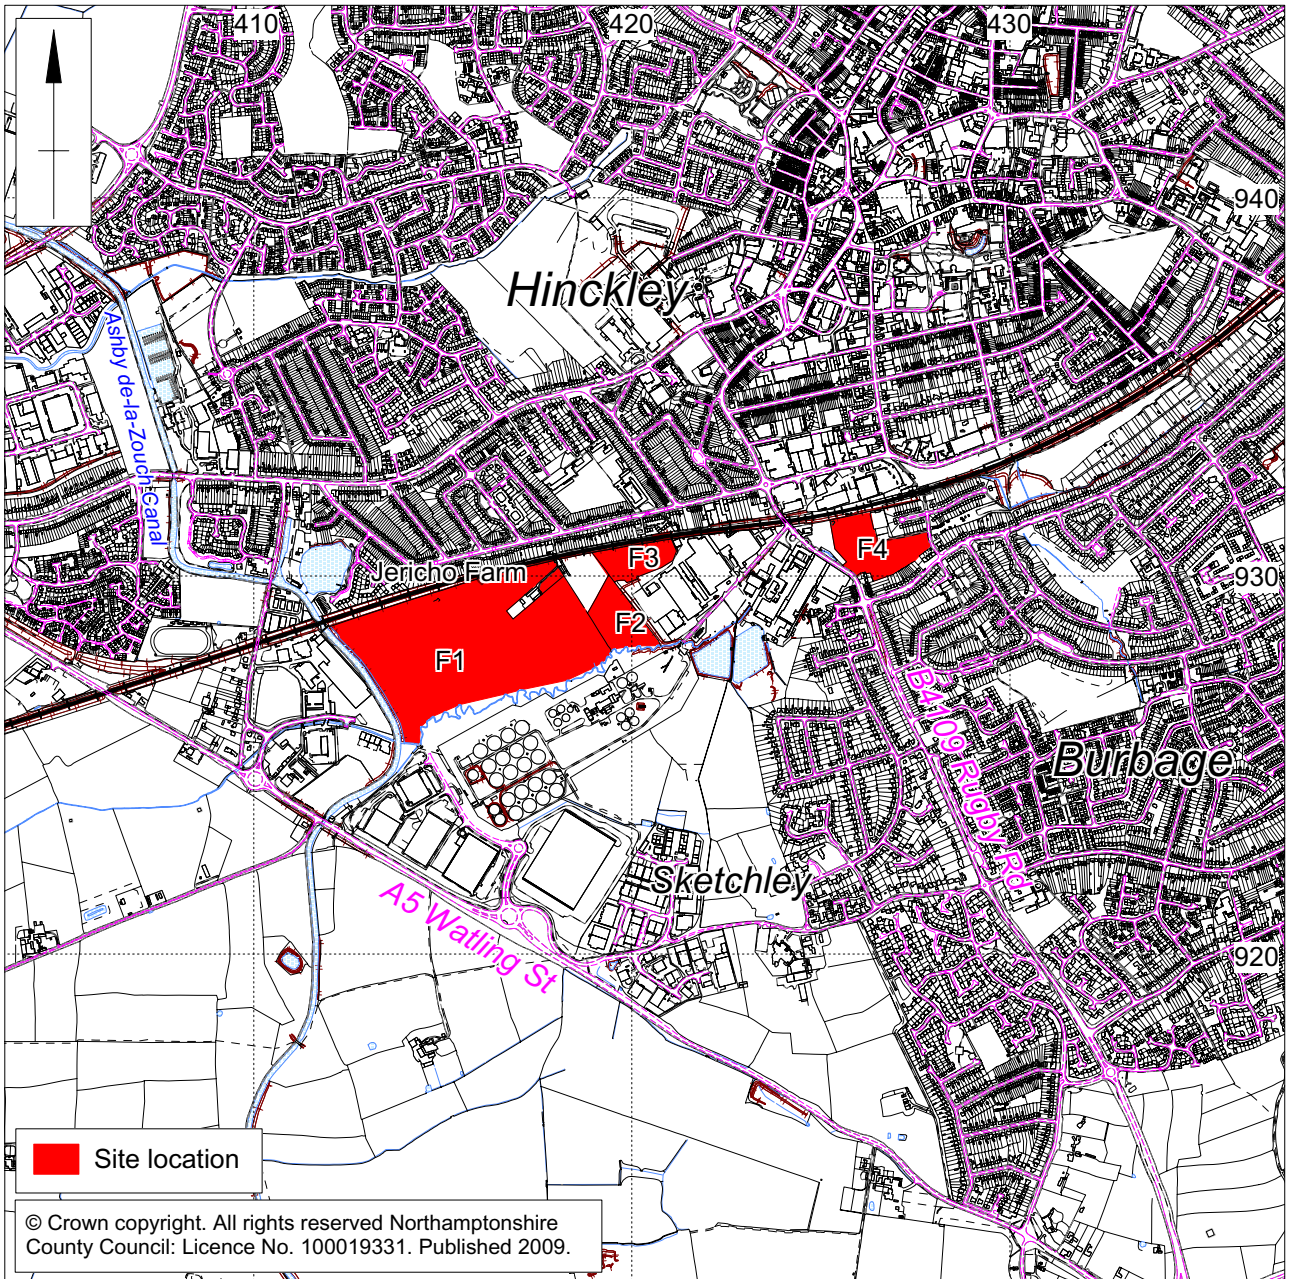 410
420
430
940
Hinckley
Ashby de-la-Zouch Canal
F3
F4
Jericho Farm
930
F2
F1
B4109 Rugby Rd
Burbage
Sketchley
A5 Watling St
920
Site location
© Crown copyright. All rights reserved Northamptonshire
County Council: Licence No. 100019331. Published 2009.